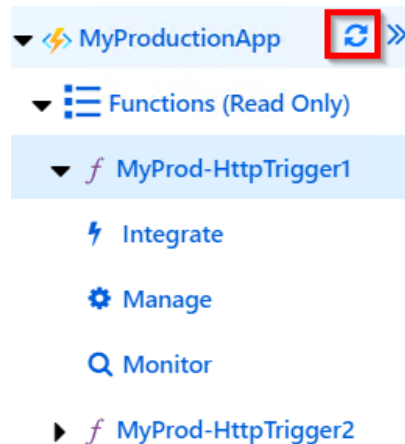 MyProductionApp
Functions (Read Only)
f MyProd-HttpTrigger1
Integrate
Manage
Monitor
f MyProd-HttpTrigger2